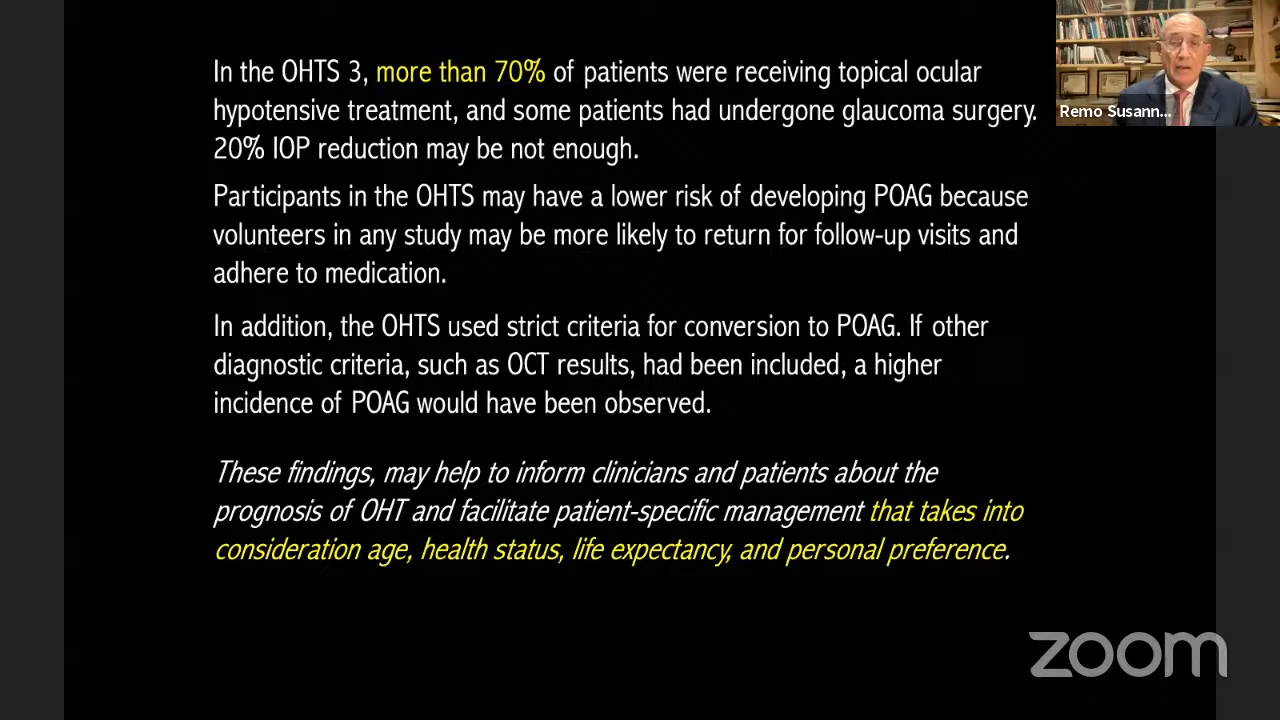 In the OHTS 3, more than 70% of patients were receiving topical ocular
hypotensive treatment, and some patients had undergone glaucoma surgery.
20% IOP reduction may be not enough.
Participants in the OHTS may have a lower risk of developing POAG because
volunteers in any study may be more likely to return for follow-up visits and
adhere to medication.
In addition, the OHTS used strict criteria for conversion to POAG. If other
diagnostic criteria, such as OCT results, had been included, a higher
incidence of POAG would have been observed.
These findings, may help to inform clinicians and patients about the
prognosis of OHT and facilitate patient-specific management that takes into
consideration age, health status, life expectancy, and personal preference.
Remo Susann...
zoom